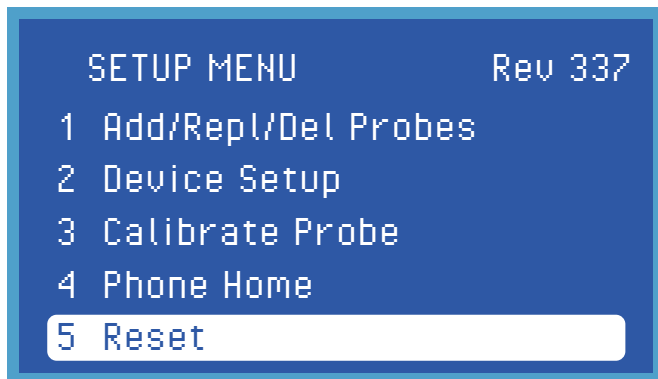 SETUP MENU Rev 337
1 Add/Repl/Del Probes
2 Device Setup
3 Calibrate Probe
4 Phone Home
5 Reset